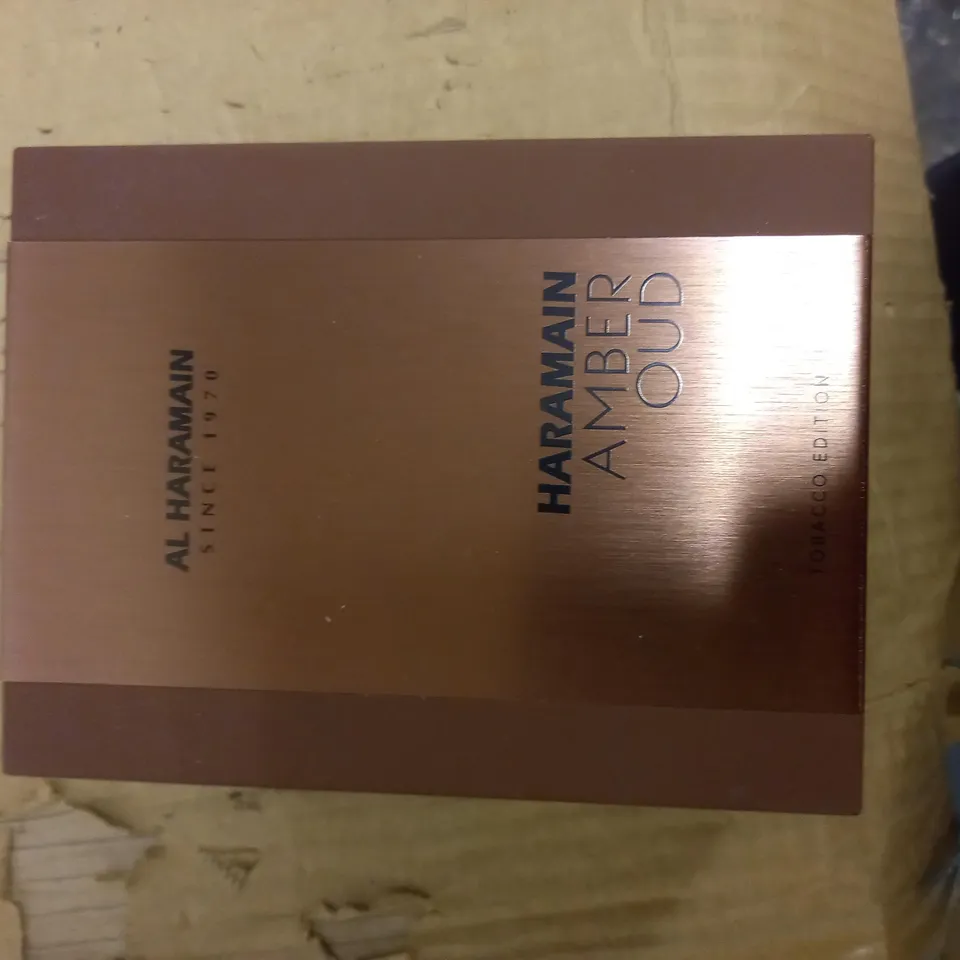 AL HARAMAIN
SINCE 1970
HARAMAIN
AMBER
OUD
TOBACCO EDITION